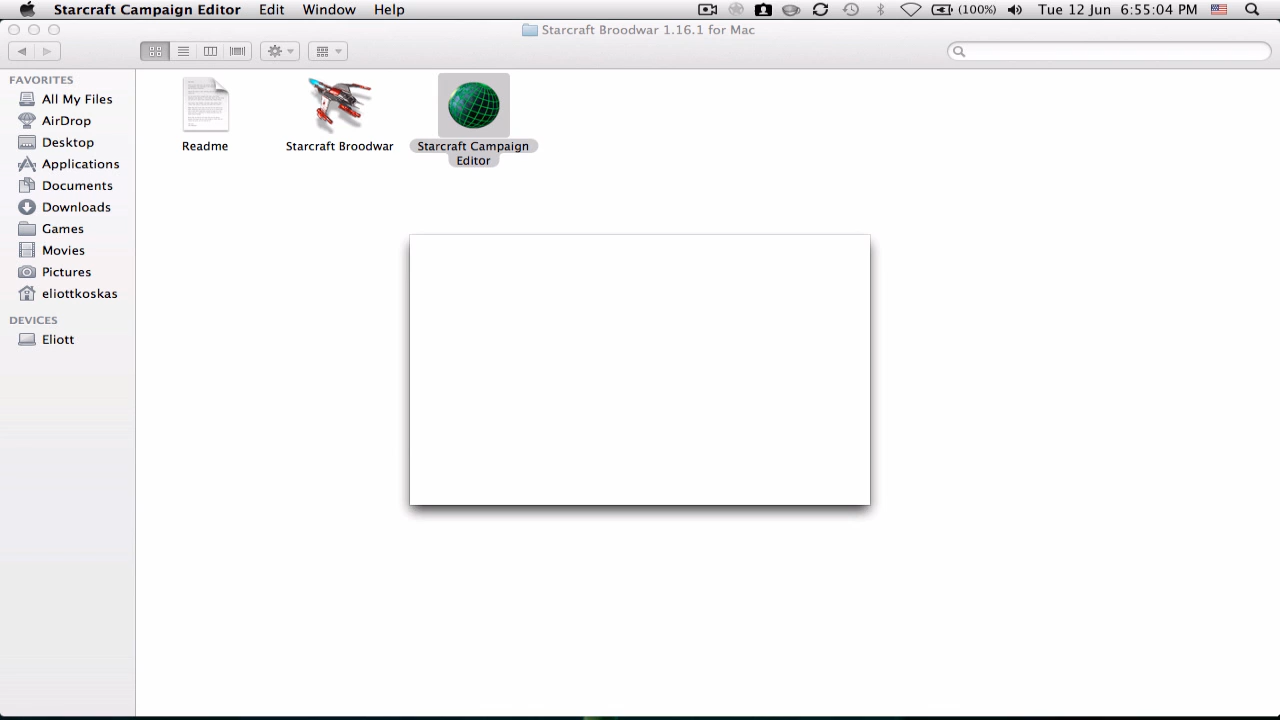 Starcraft Campaign Editor Edit Window Help (100%) Tue 12 Jun 6:55:04 PM
Starcraft Broodwar 1.16.1 for Mac
FAVORITES
All My Files
AirDrop
Desktop
Applications
Documents
Downloads
Games
Movies
Pictures
eliottkoskas
DEVICES
Eliott
Readme
Starcraft Broodwar
Starcraft Campaign
Editor